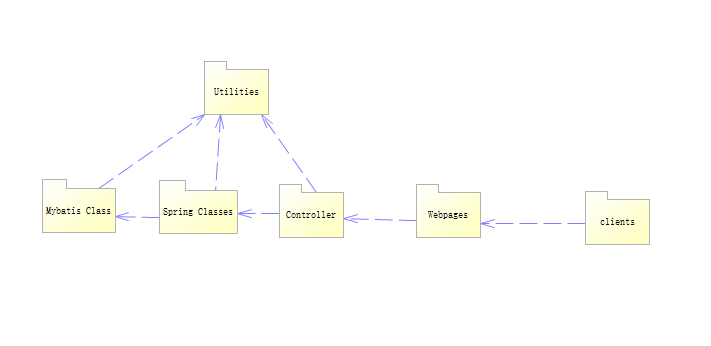 Utilities
Mybatis Class
Spring Classes
Controller
Webpages
clients